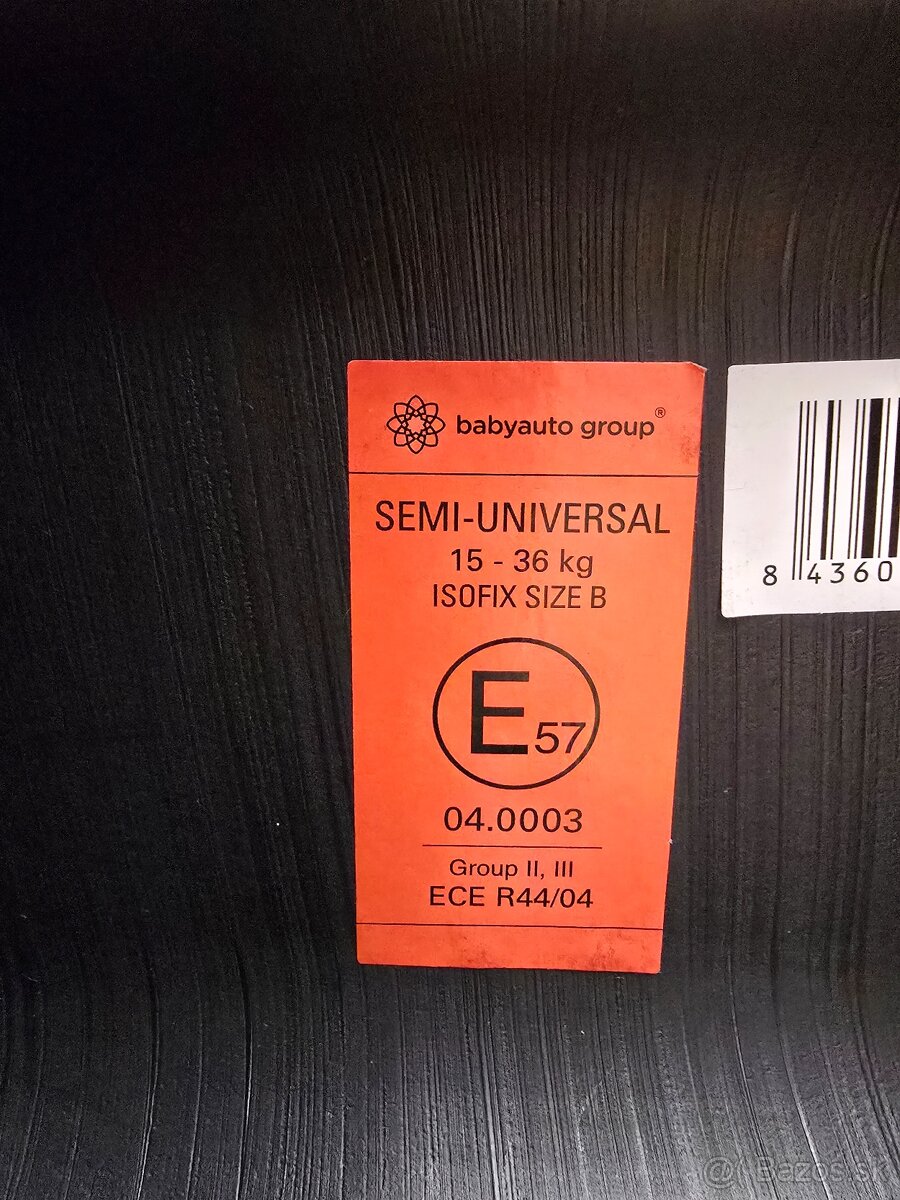 babyauto group®
SEMI-UNIVERSAL
15 - 36 kg
ISOFIX SIZE B
E 57
04.0003
Group II, III
ECE R44/04
8 4360
@ Bazos.sk